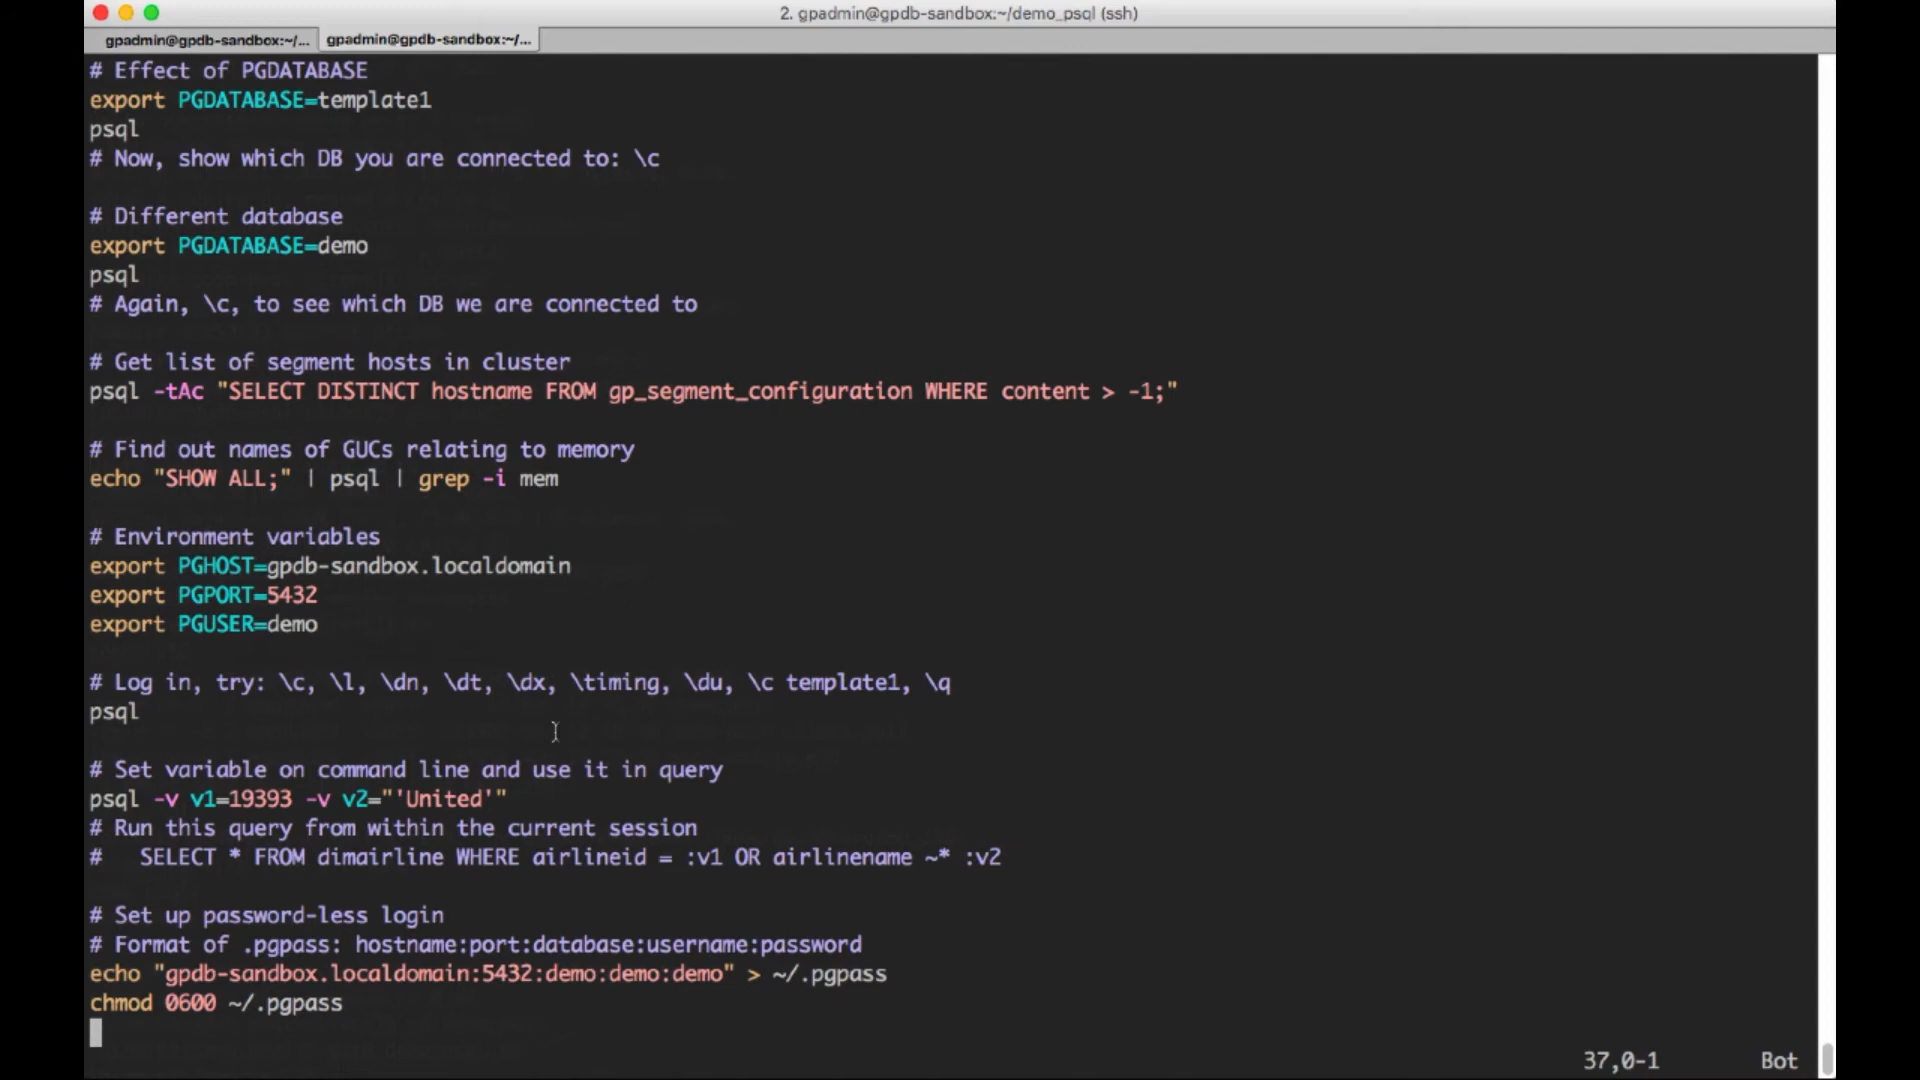 2. gpadmin@gpdb-sandbox:~/demo_psql (ssh)
gpadmin@gpdb-sandbox:~/... gpadmin@gpdb-sandbox:~/...
# Effect of PGDATABASE
export PGDATABASE=template1
psql
# Now, show which DB you are connected to: \c
# Different database
export PGDATABASE=demo
psql
# Again, \c, to see which DB we are connected to
# Get list of segment hosts in cluster
psql -tAc "SELECT DISTINCT hostname FROM gp_segment_configuration WHERE content > -1;"
# Find out names of GUCs relating to memory
echo "SHOW ALL;" | psql | grep -i mem
# Environment variables
export PGHOST=gpdb-sandbox.localdomain
export PGPORT=5432
export PGUSER=demo
# Log in, try: \c, \l, \dn, \dt, \dx, \timing, \du, \c template1, \q
psql
# Set variable on command line and use it in query
psql -v v1=19393 -v v2="'United'"
# Run this query from within the current session
#   SELECT * FROM dimairline WHERE airlineid = :v1 OR airlinename ~* :v2
# Set up password-less login
# Format of .pgpass: hostname:port:database:username:password
echo "gpdb-sandbox.localdomain:5432:demo:demo:demo" > ~/.pgpass
chmod 0600 ~/.pgpass
37,0-1 Bot